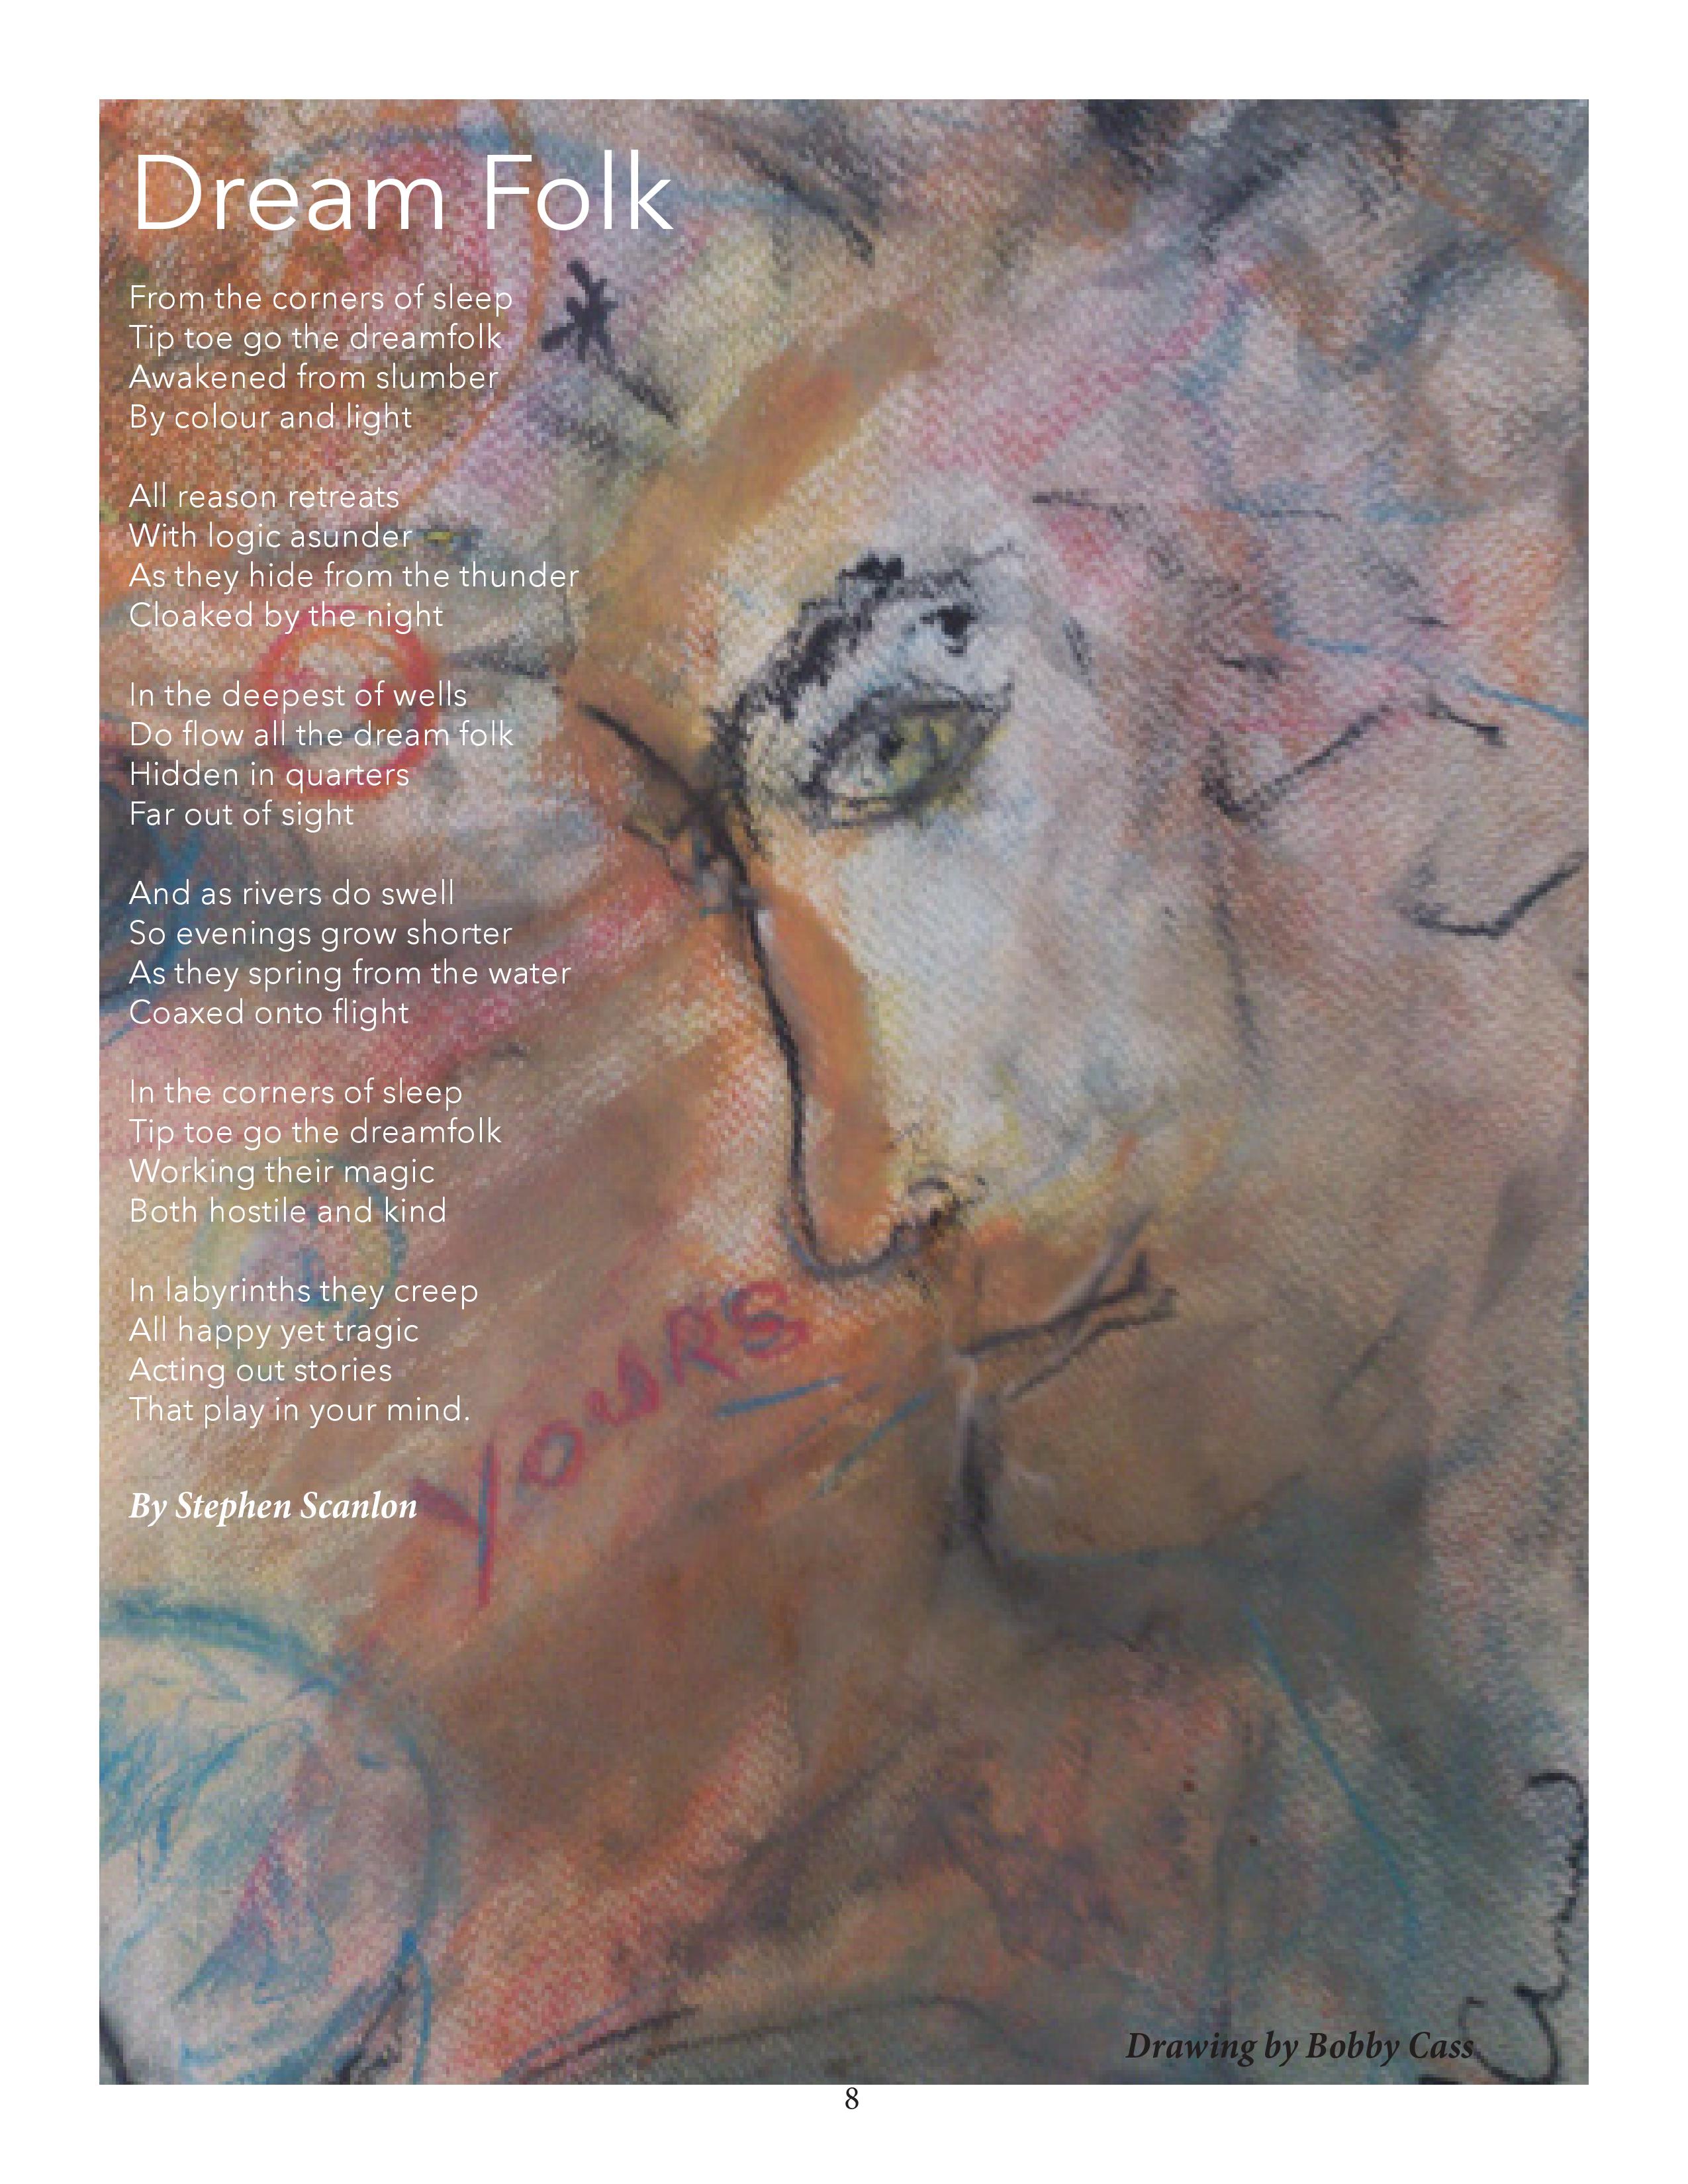 Dream Folk
From the corners of sleep
Tip toe go the dreamfolk
Awakened from slumber
By colour and light
All reason retreats
With logic asunder
As they hide from the thunder
Cloaked by the night
In the deepest of wells
Do flow all the dream folk
Hidden in quarters
Far out of sight
And as rivers do swell
So evenings grow shorter
As they spring from the water
Coaxed onto flight
In the corners of sleep
Tip toe go the dreamfolk
Working their magic
Both hostile and kind
In labyrinths they creep
All happy yet tragic
Acting out stories
That play in your mind.
By Stephen Scanlon
YOURS
Drawing by Bobby Cass
8